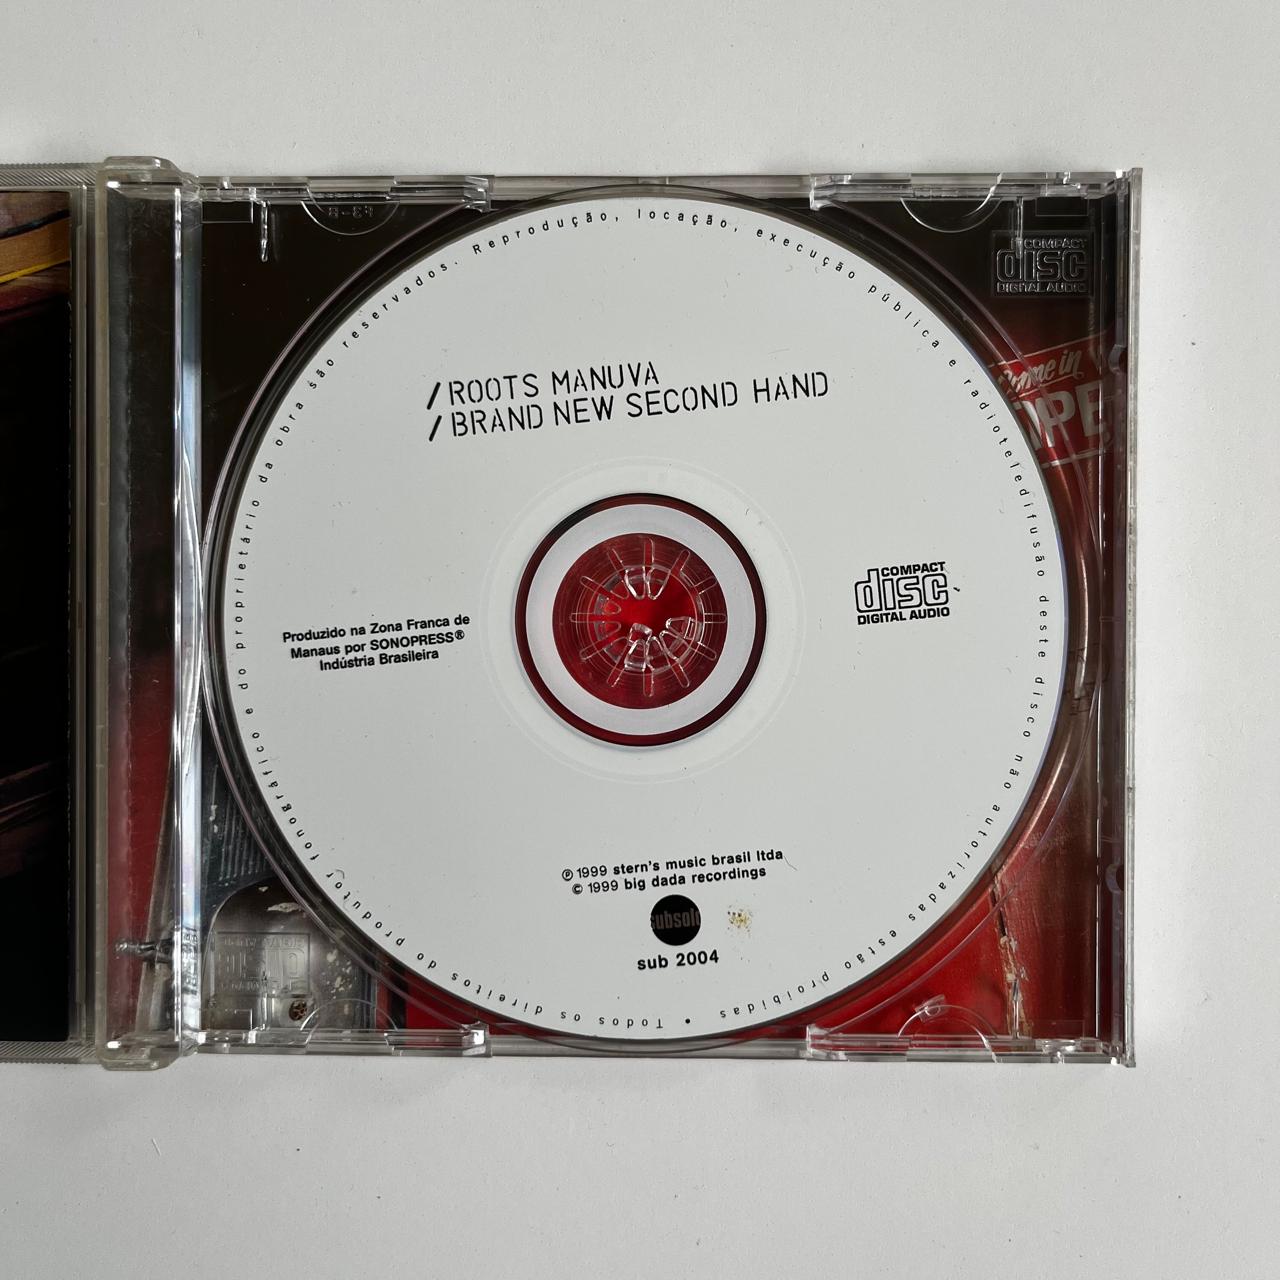 /ROOTS MANUVA
/BRAND NEW SECOND HAND
Produzido na Zona Franca de
Manaus por SONOPRESS®
Indústria Brasileira
COMPACT
disc
DIGITAL AUDIO
℗ 1999 stern's music brasil ltda
© 1999 big dada recordings
subsolo
sub 2004
• Todos os direitos do produtor fonográfico e do proprietário da obra são reservados. Reprodução, locação, execução pública e radioteledifusão deste disco não autorizadas estão proibidas
COMPACT
disc
DIGITAL AUDIO
Come in